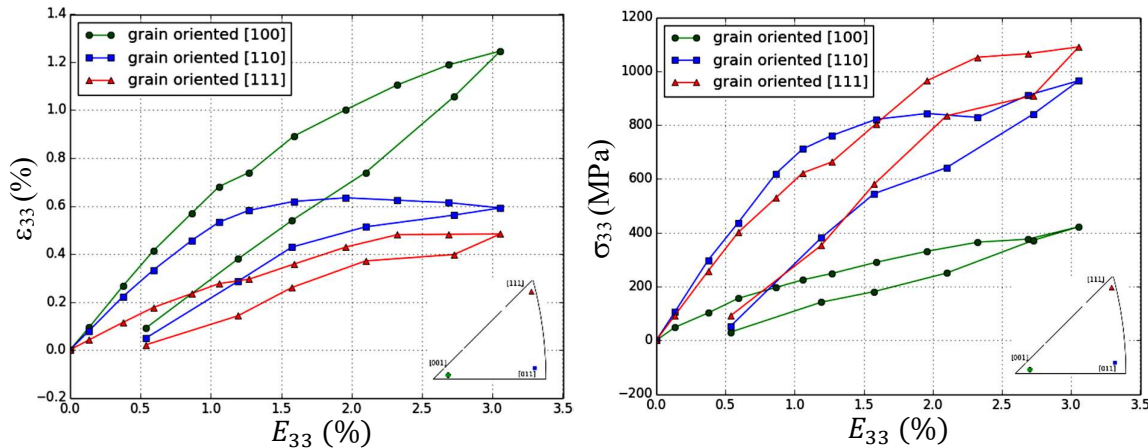 1.4
1.2
1.0
0.8
0.6
0.4
0.2
0.0
−0.2
ε33 (%)
grain oriented [100]
grain oriented [110]
grain oriented [111]
[111]
[001]
[011]
0.0 0.5 1.0 1.5 2.0 2.5 3.0 3.5
E33 (%)
1200
1000
800
600
400
200
0
−200
σ33 (MPa)
grain oriented [100]
grain oriented [110]
grain oriented [111]
[111]
[001]
[011]
0.0 0.5 1.0 1.5 2.0 2.5 3.0 3.5
E33 (%)